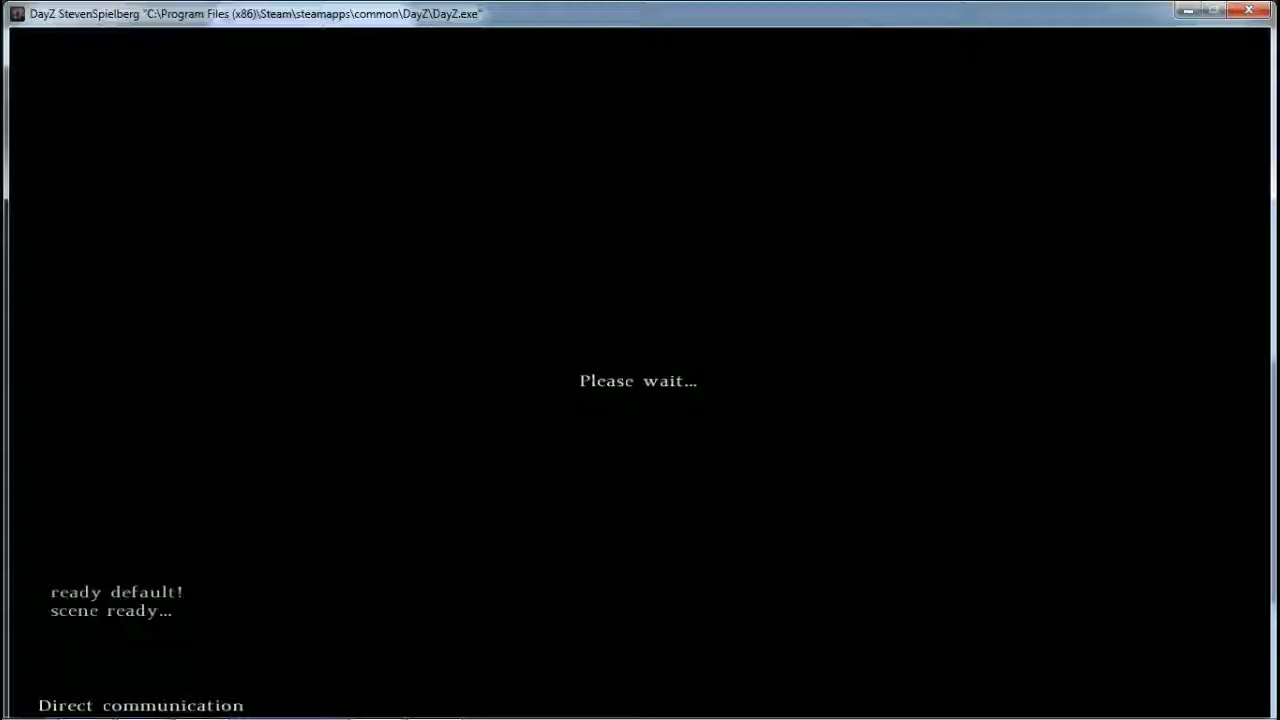 DayZ StevenSpielberg "C:\Program Files (x86)\Steam\steamapps\common\DayZ\DayZ.exe"
Please wait...
ready default!
scene ready...
Direct communication